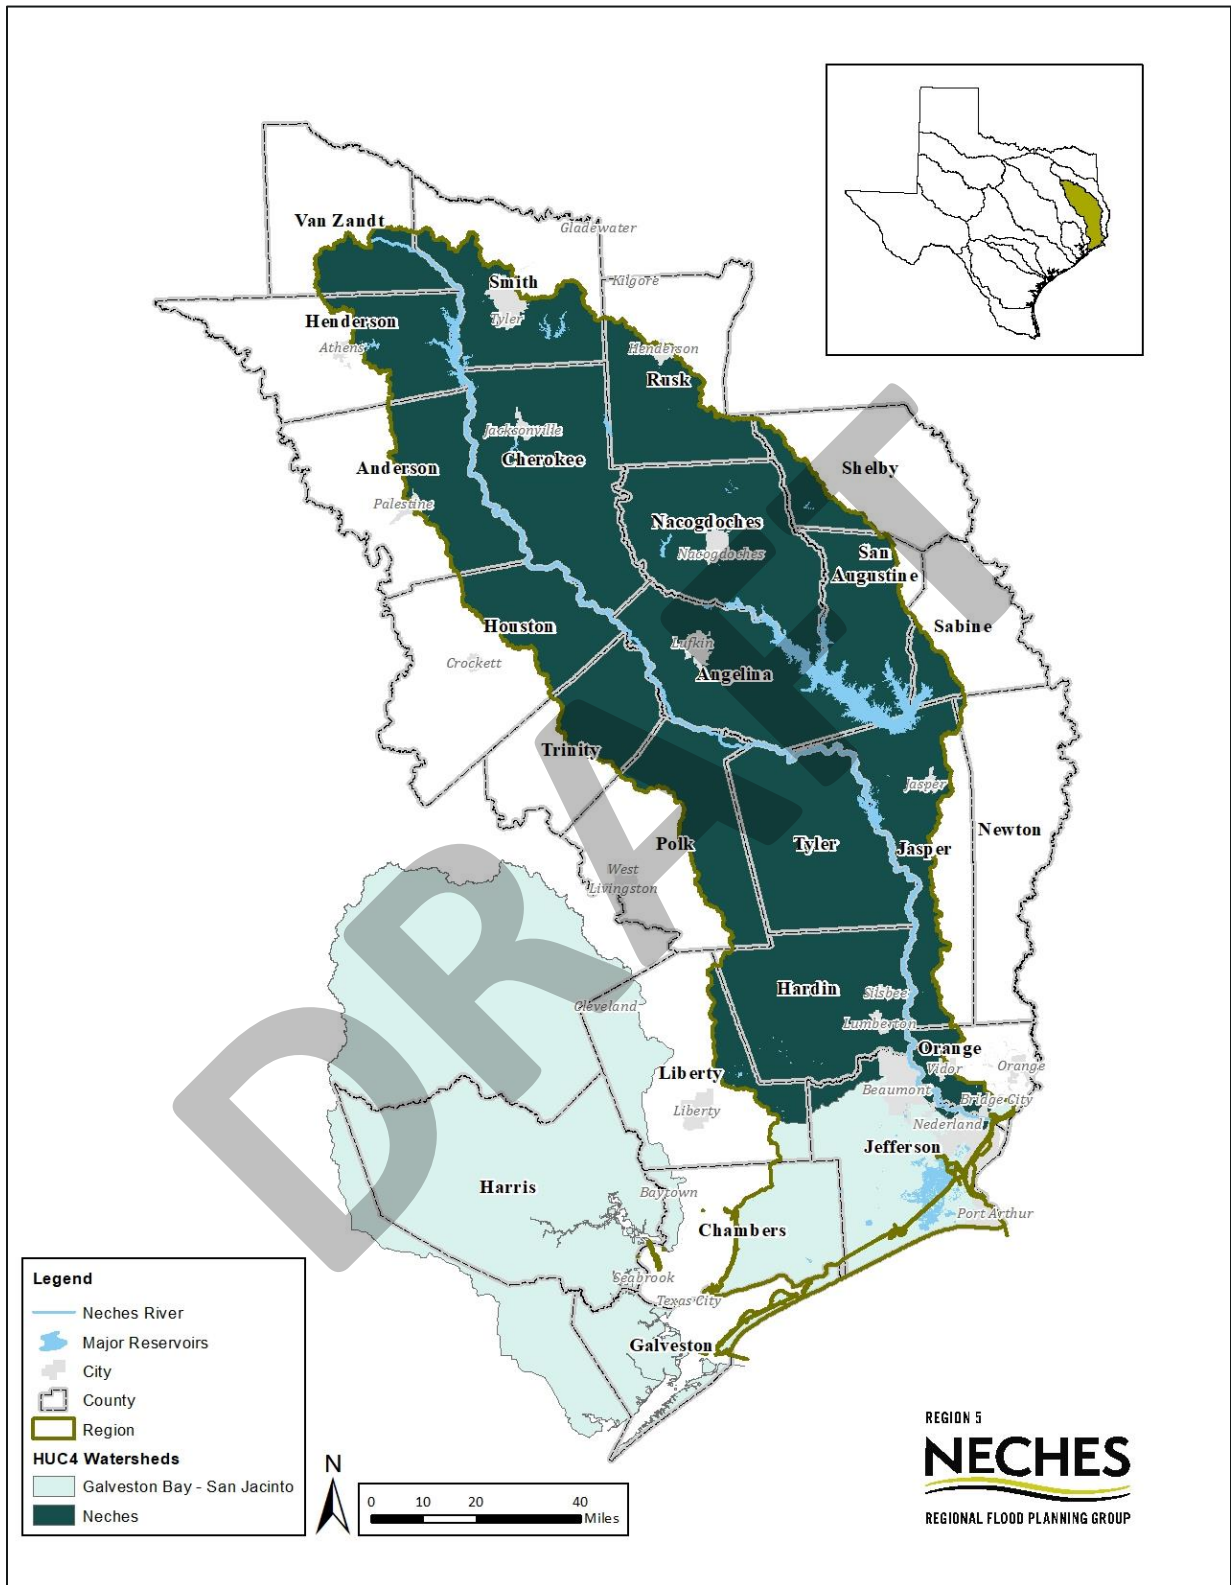 Van Zandt
Gladewater
Smith
Kilgore
Tyler
Henderson
Athens
Henderson
Rusk
Jacksonville
Cherokee
Anderson
Shelby
Palestine
Nacogdoches
Nacogdoches
San
Augustine
Houston
Sabine
Crockett
Lufkin
Angelina
Trinity
Jasper
Newton
Polk
Tyler
Jasper
West
Livingston
Hardin
Silsbee
Cleveland
Lumberton
Orange
Liberty
Vidor
Orange
Beaumont
Bridge City
Liberty
Nederland
Jefferson
Harris
Baytown
Port Arthur
Chambers
Seabrook
Texas City
Galveston
DRAFT
Legend
Neches River
Major Reservoirs
City
County
Region
HUC4 Watersheds
Galveston Bay - San Jacinto
Neches
N
0 10 20 40
Miles
REGION 5
NECHES
REGIONAL FLOOD PLANNING GROUP